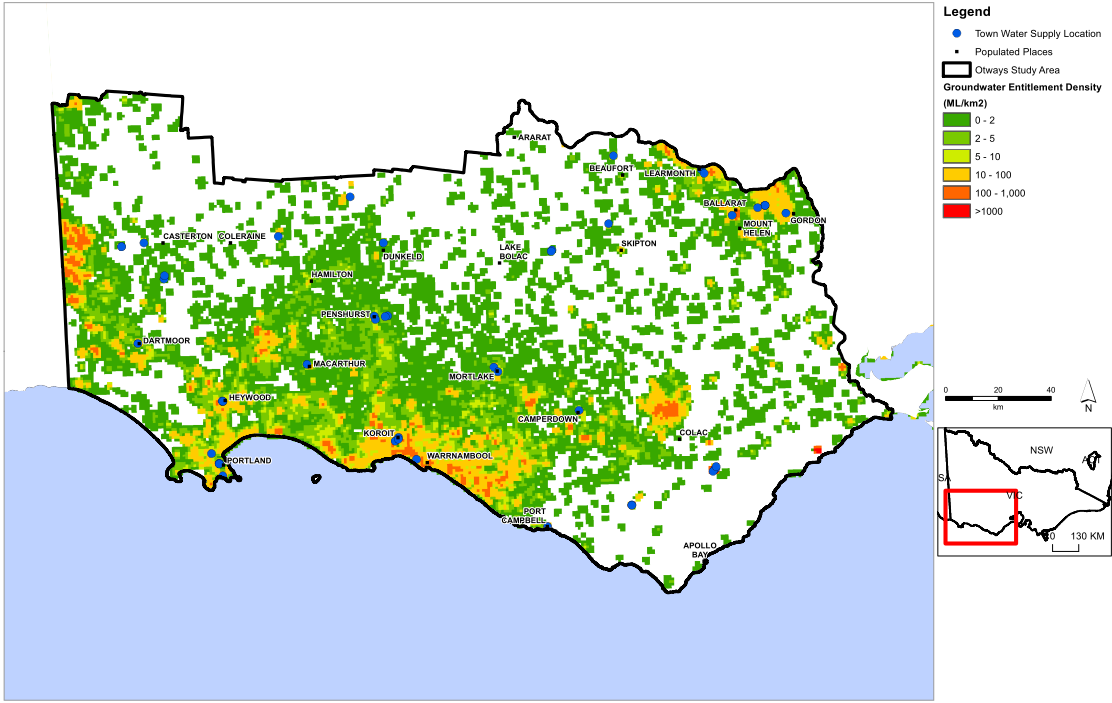 Legend
Town Water Supply Location
Populated Places
Otways Study Area
Groundwater Entitlement Density
(ML/km2)
0 - 2
2 - 5
5 - 10
10 - 100
100 - 1,000
>1000
ARARAT
BEAUFORT
LEARMONTH
BALLARAT
GORDON
MOUNT
HELEN
CASTERTON
COLERAINE
DUNKELD
LAKE
BOLAC
SKIPTON
HAMILTON
PENSHURST
DARTMOOR
MACARTHUR
MORTLAKE
HEYWOOD
CAMPERDOWN
KOROIT
COLAC
WARRNAMBOOL
PORTLAND
PORT
CAMPBELL
APOLLO
BAY
0 20 40
km
N
NSW
SA
VIC
0 130 KM